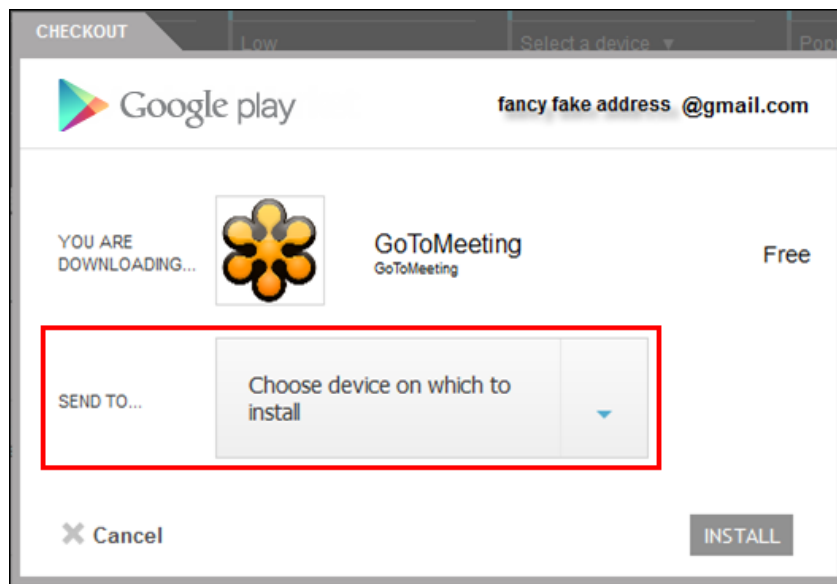 CHECKOUT
Low
Select a device
Google play
fancy fake address @gmail.com
YOU ARE
DOWNLOADING...
GoToMeeting
GoToMeeting
Free
SEND TO...
Choose device on which to
install
Cancel
INSTALL